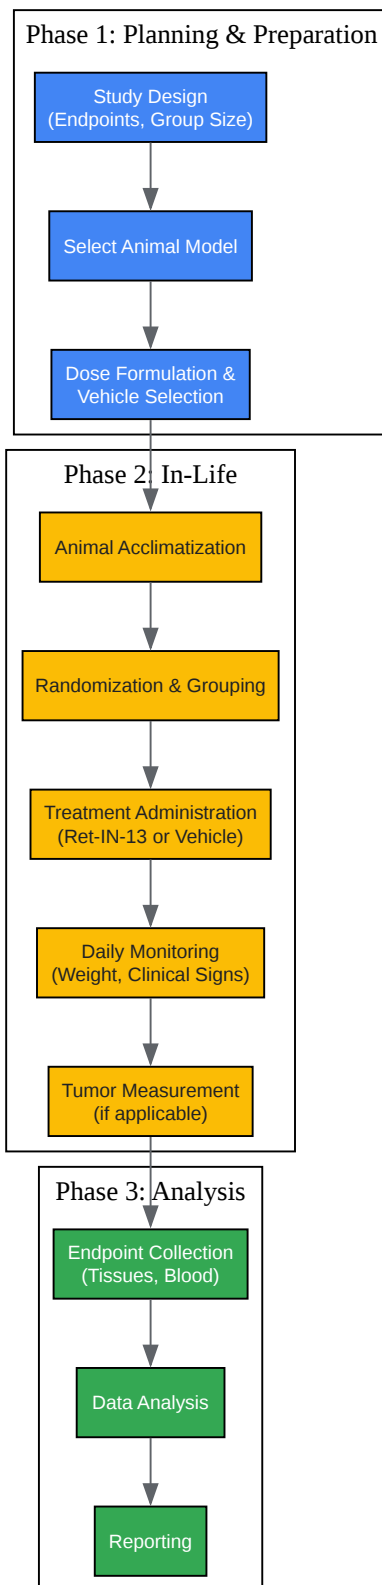 Phase 1: Planning & Preparation
Study Design
(Endpoints, Group Size)
Select Animal Model
Dose Formulation &
Vehicle Selection
Phase 2: In-Life
Animal Acclimatization
Randomization & Grouping
Treatment Administration
(Ret-IN-13 or Vehicle)
Daily Monitoring
(Weight, Clinical Signs)
Tumor Measurement
(if applicable)
Phase 3: Analysis
Endpoint Collection
(Tissues, Blood)
Data Analysis
Reporting